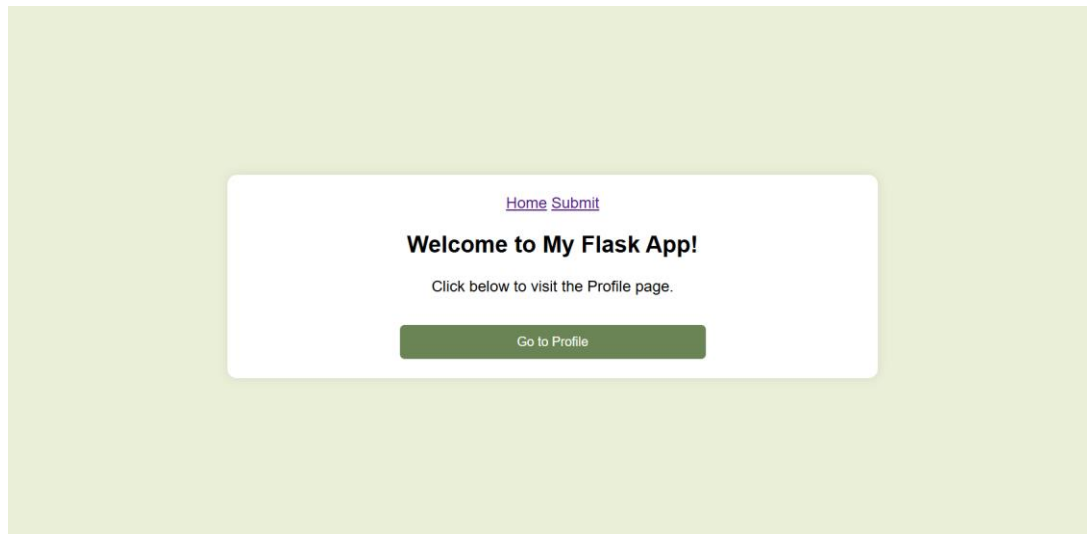 Home Submit
Welcome to My Flask App!
Click below to visit the Profile page.
Go to Profile